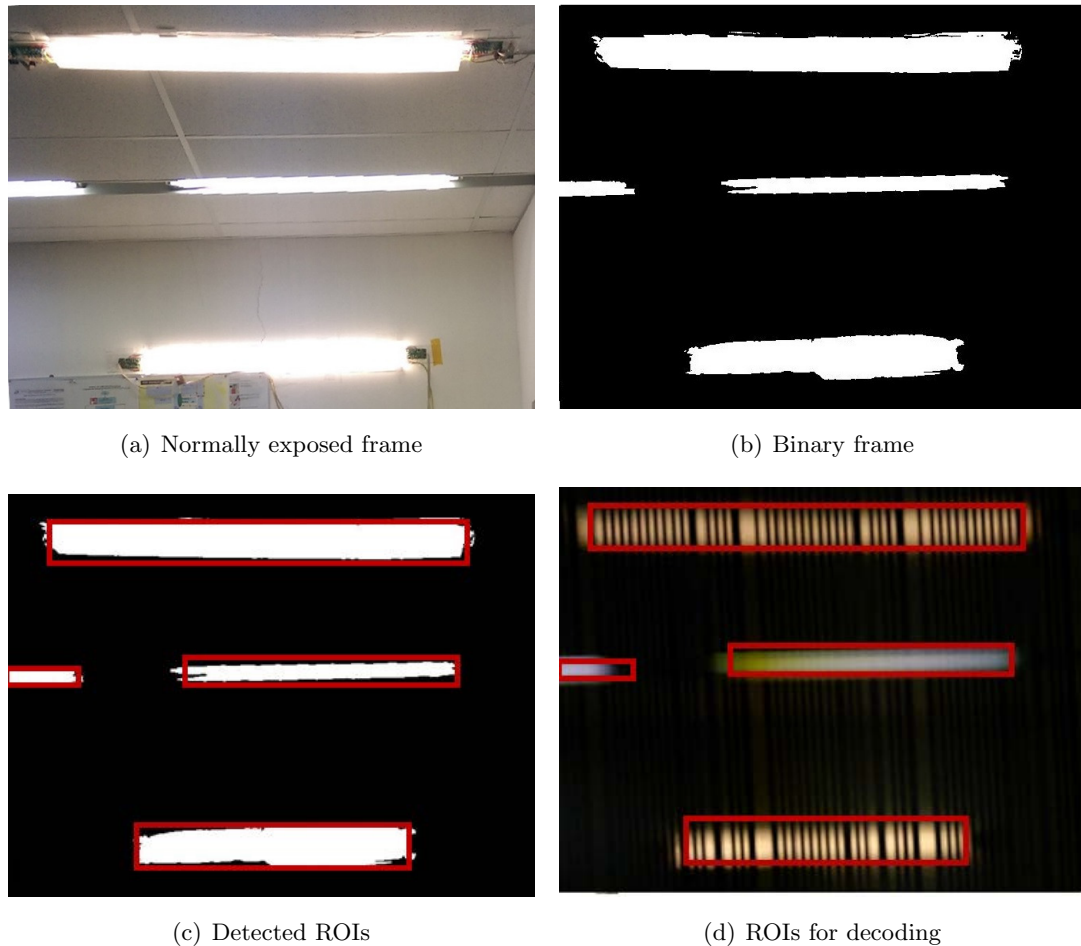 (a) Normally exposed frame
(b) Binary frame
(c) Detected ROIs
(d) ROIs for decoding